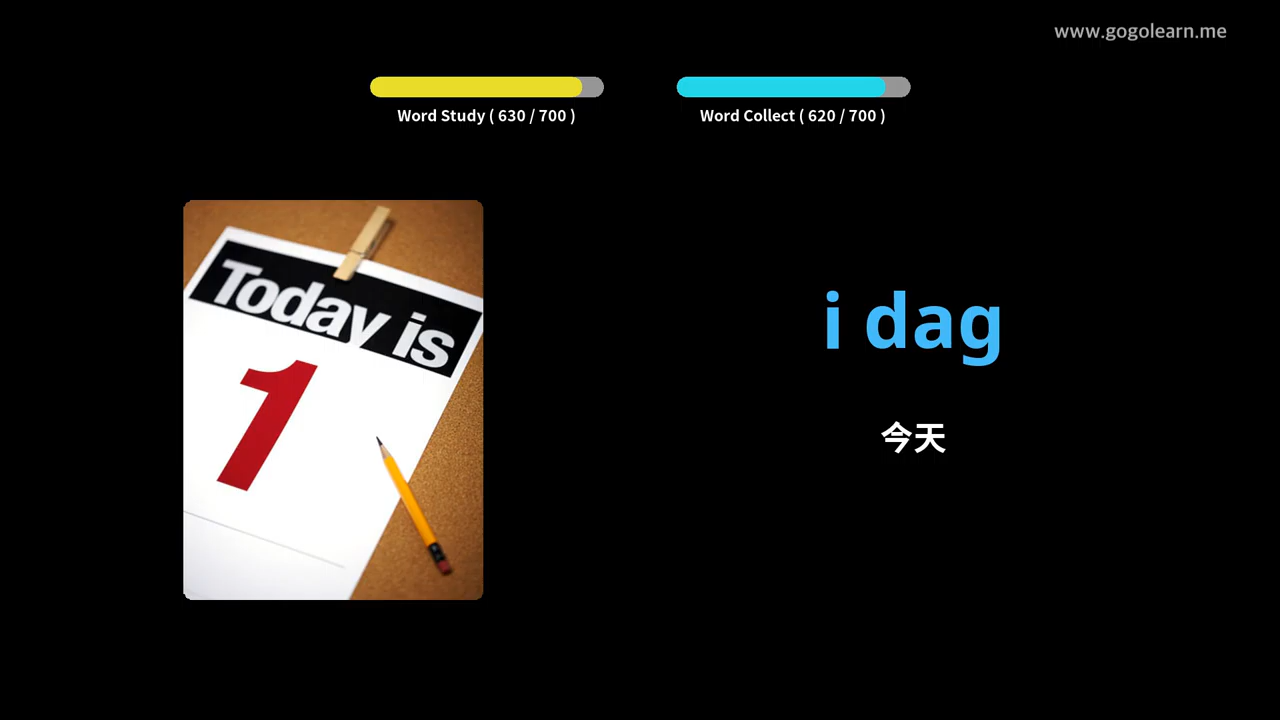 www.gogolearn.me
Word Study ( 630 / 700 )
Word Collect ( 620 / 700 )
Today is
1
i dag
今天